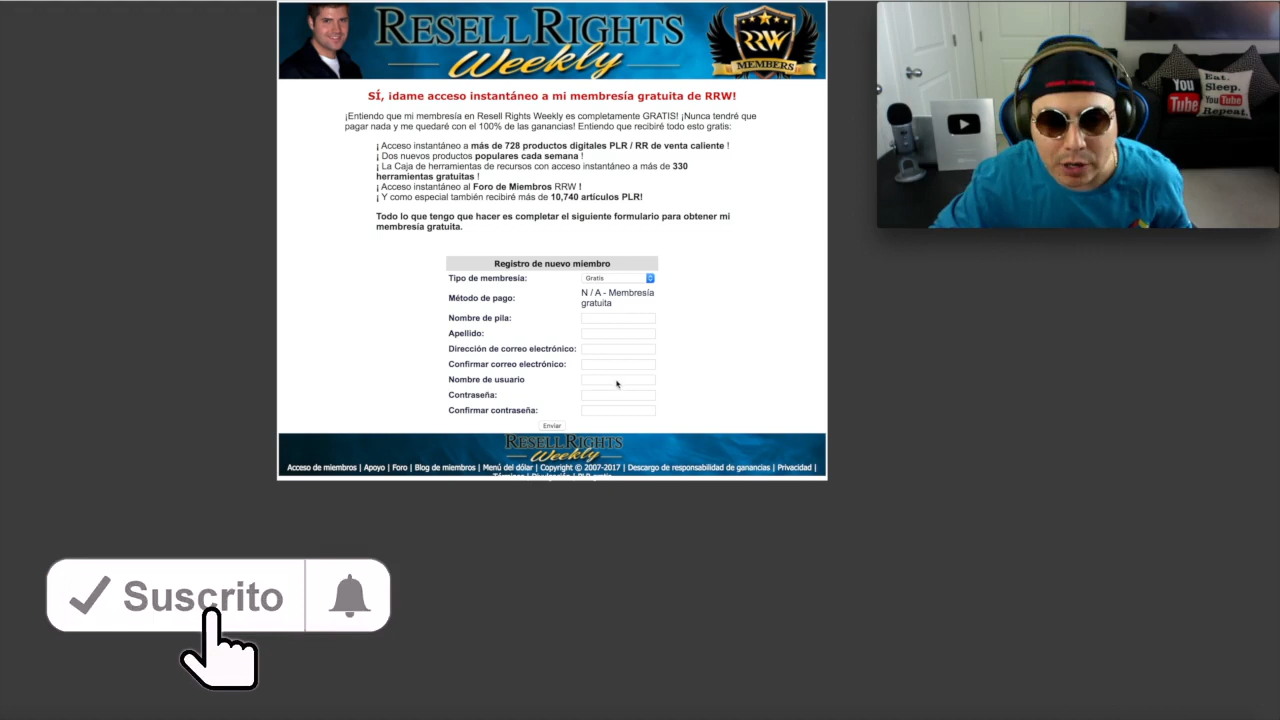 RESELL RIGHTS
Weekly
RRW
MEMBERS
SÍ, ¡dame acceso instantáneo a mi membresía gratuita de RRW!
¡Entiendo que mi membresía en Resell Rights Weekly es completamente GRATIS! ¡Nunca tendré que
pagar nada y me quedaré con el 100% de las ganancias! Entiendo que recibiré todo esto gratis:
¡ Acceso instantáneo a más de 728 productos digitales PLR / RR de venta caliente !
¡ Dos nuevos productos populares cada semana !
¡ La Caja de herramientas de recursos con acceso instantáneo a más de 330
herramientas gratuitas !
¡ Acceso instantáneo al Foro de Miembros RRW !
¡ Y como especial también recibiré más de 10,740 artículos PLR!
Todo lo que tengo que hacer es completar el siguiente formulario para obtener mi
membresía gratuita.
Registro de nuevo miembro
Tipo de membresía: Gratis
Método de pago: N / A - Membresía
gratuita
Nombre de pila:
Apellido:
Dirección de correo electrónico:
Confirmar correo electrónico:
Nombre de usuario
Contraseña:
Confirmar contraseña:
Enviar
RESELL RIGHTS
Weekly
Acceso de miembros | Apoyo | Foro | Blog de miembros | Menú del dólar | Copyright © 2007-2017 | Descargo de responsabilidad de ganancias | Privacidad |
You
Tube
Eat.
Sleep.
YouTube
Repeat.
Suscrito